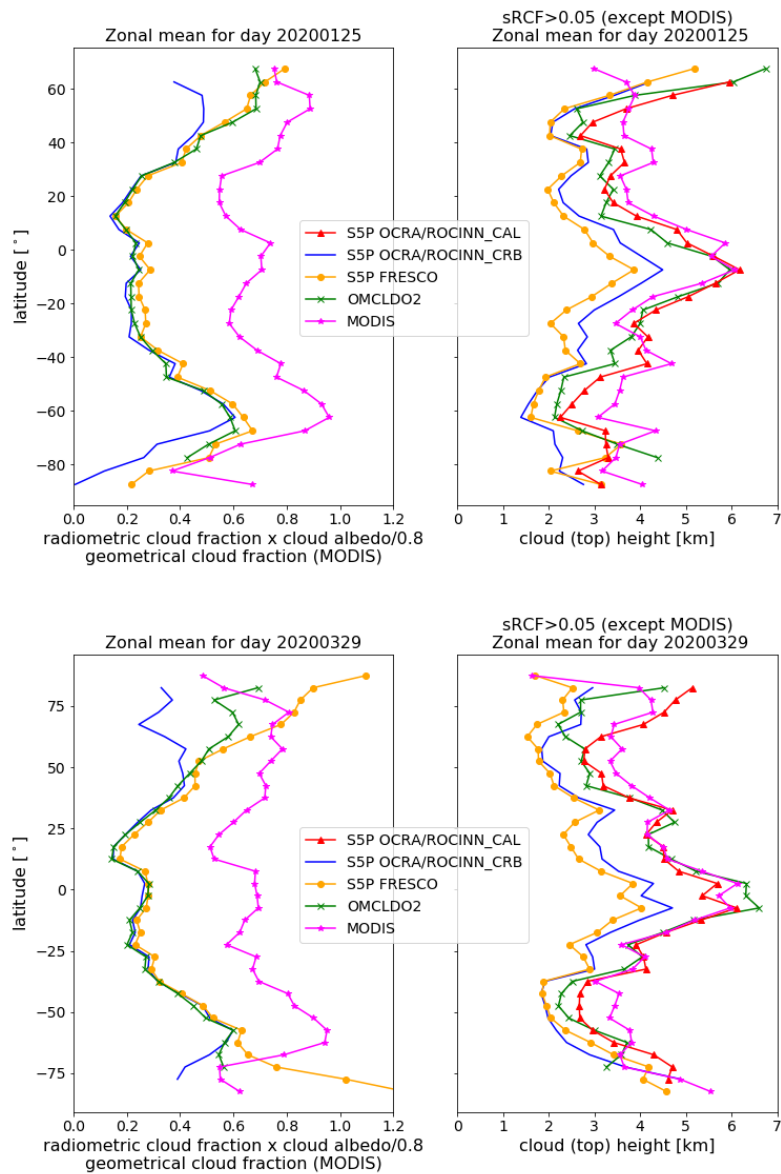 Zonal mean for day 20200125
sRCF>0.05 (except MODIS)
Zonal mean for day 20200125
60
40
20
0
−20
−40
−60
−80
latitude [°]
0.0 0.2 0.4 0.6 0.8 1.0 1.2
radiometric cloud fraction x cloud albedo/0.8
geometrical cloud fraction (MODIS)
S5P OCRA/ROCINN_CAL
S5P OCRA/ROCINN_CRB
S5P FRESCO
OMCLDO2
MODIS
0 1 2 3 4 5 6 7
cloud (top) height [km]
Zonal mean for day 20200329
sRCF>0.05 (except MODIS)
Zonal mean for day 20200329
75
50
25
0
−25
−50
−75
latitude [°]
0.0 0.2 0.4 0.6 0.8 1.0 1.2
radiometric cloud fraction x cloud albedo/0.8
geometrical cloud fraction (MODIS)
S5P OCRA/ROCINN_CAL
S5P OCRA/ROCINN_CRB
S5P FRESCO
OMCLDO2
MODIS
0 1 2 3 4 5 6 7
cloud (top) height [km]